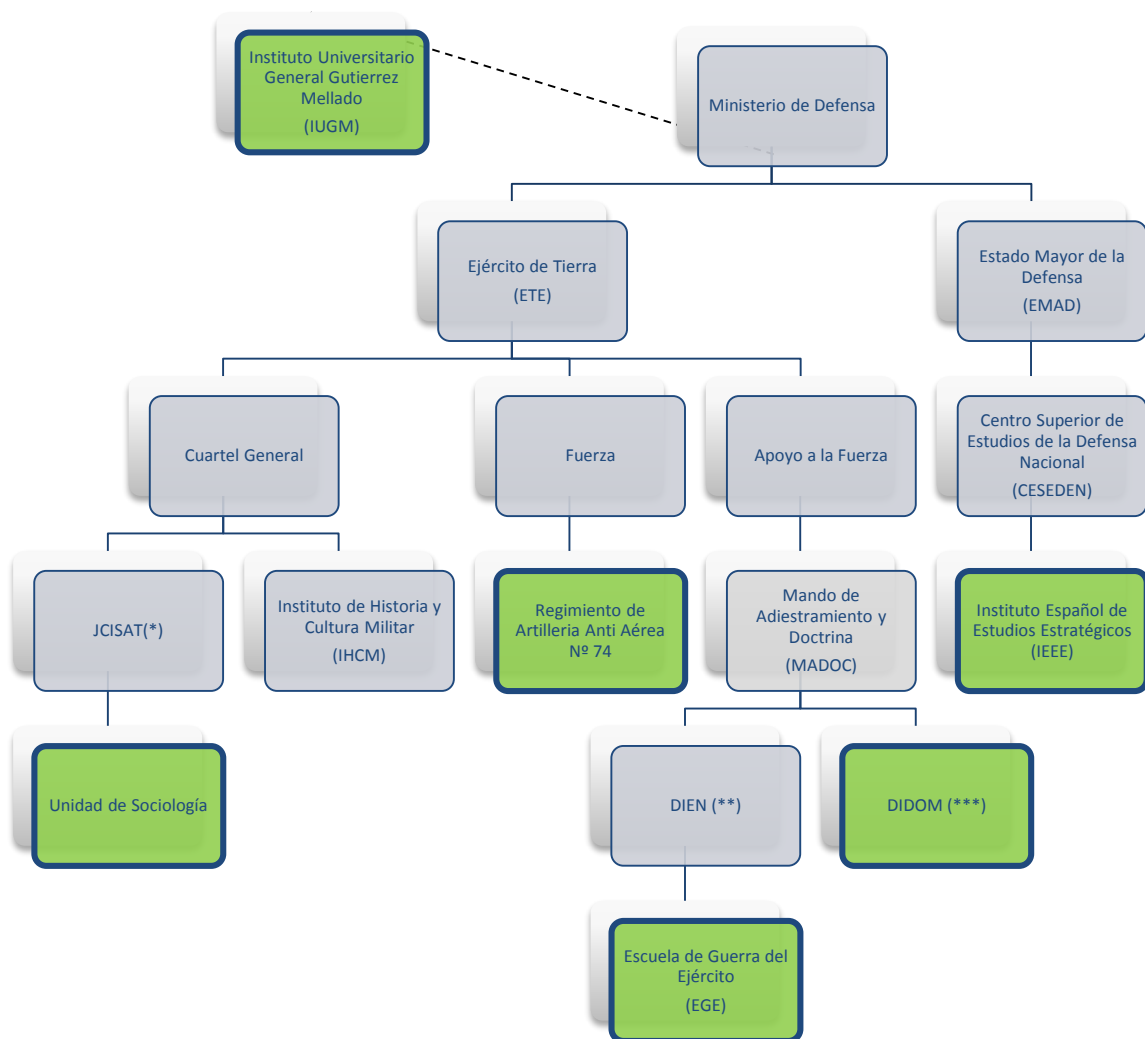 Instituto Universitario
General Gutierrez
Mellado
(IUGM)
Ministerio de Defensa
Ejército de Tierra
(ETE)
Estado Mayor de la
Defensa
(EMAD)
Cuartel General
Fuerza
Apoyo a la Fuerza
Centro Superior de
Estudios de la Defensa
Nacional
(CESEDEN)
JCISAT(*)
Instituto de Historia y
Cultura Militar
(IHCM)
Regimiento de
Artilleria Anti Aérea
Nº 74
Mando de
Adiestramiento y
Doctrina
(MADOC)
Instituto Español de
Estudios Estratégicos
(IEEE)
Unidad de Sociología
DIEN (**)
DIDOM (***)
Escuela de Guerra del
Ejército
(EGE)